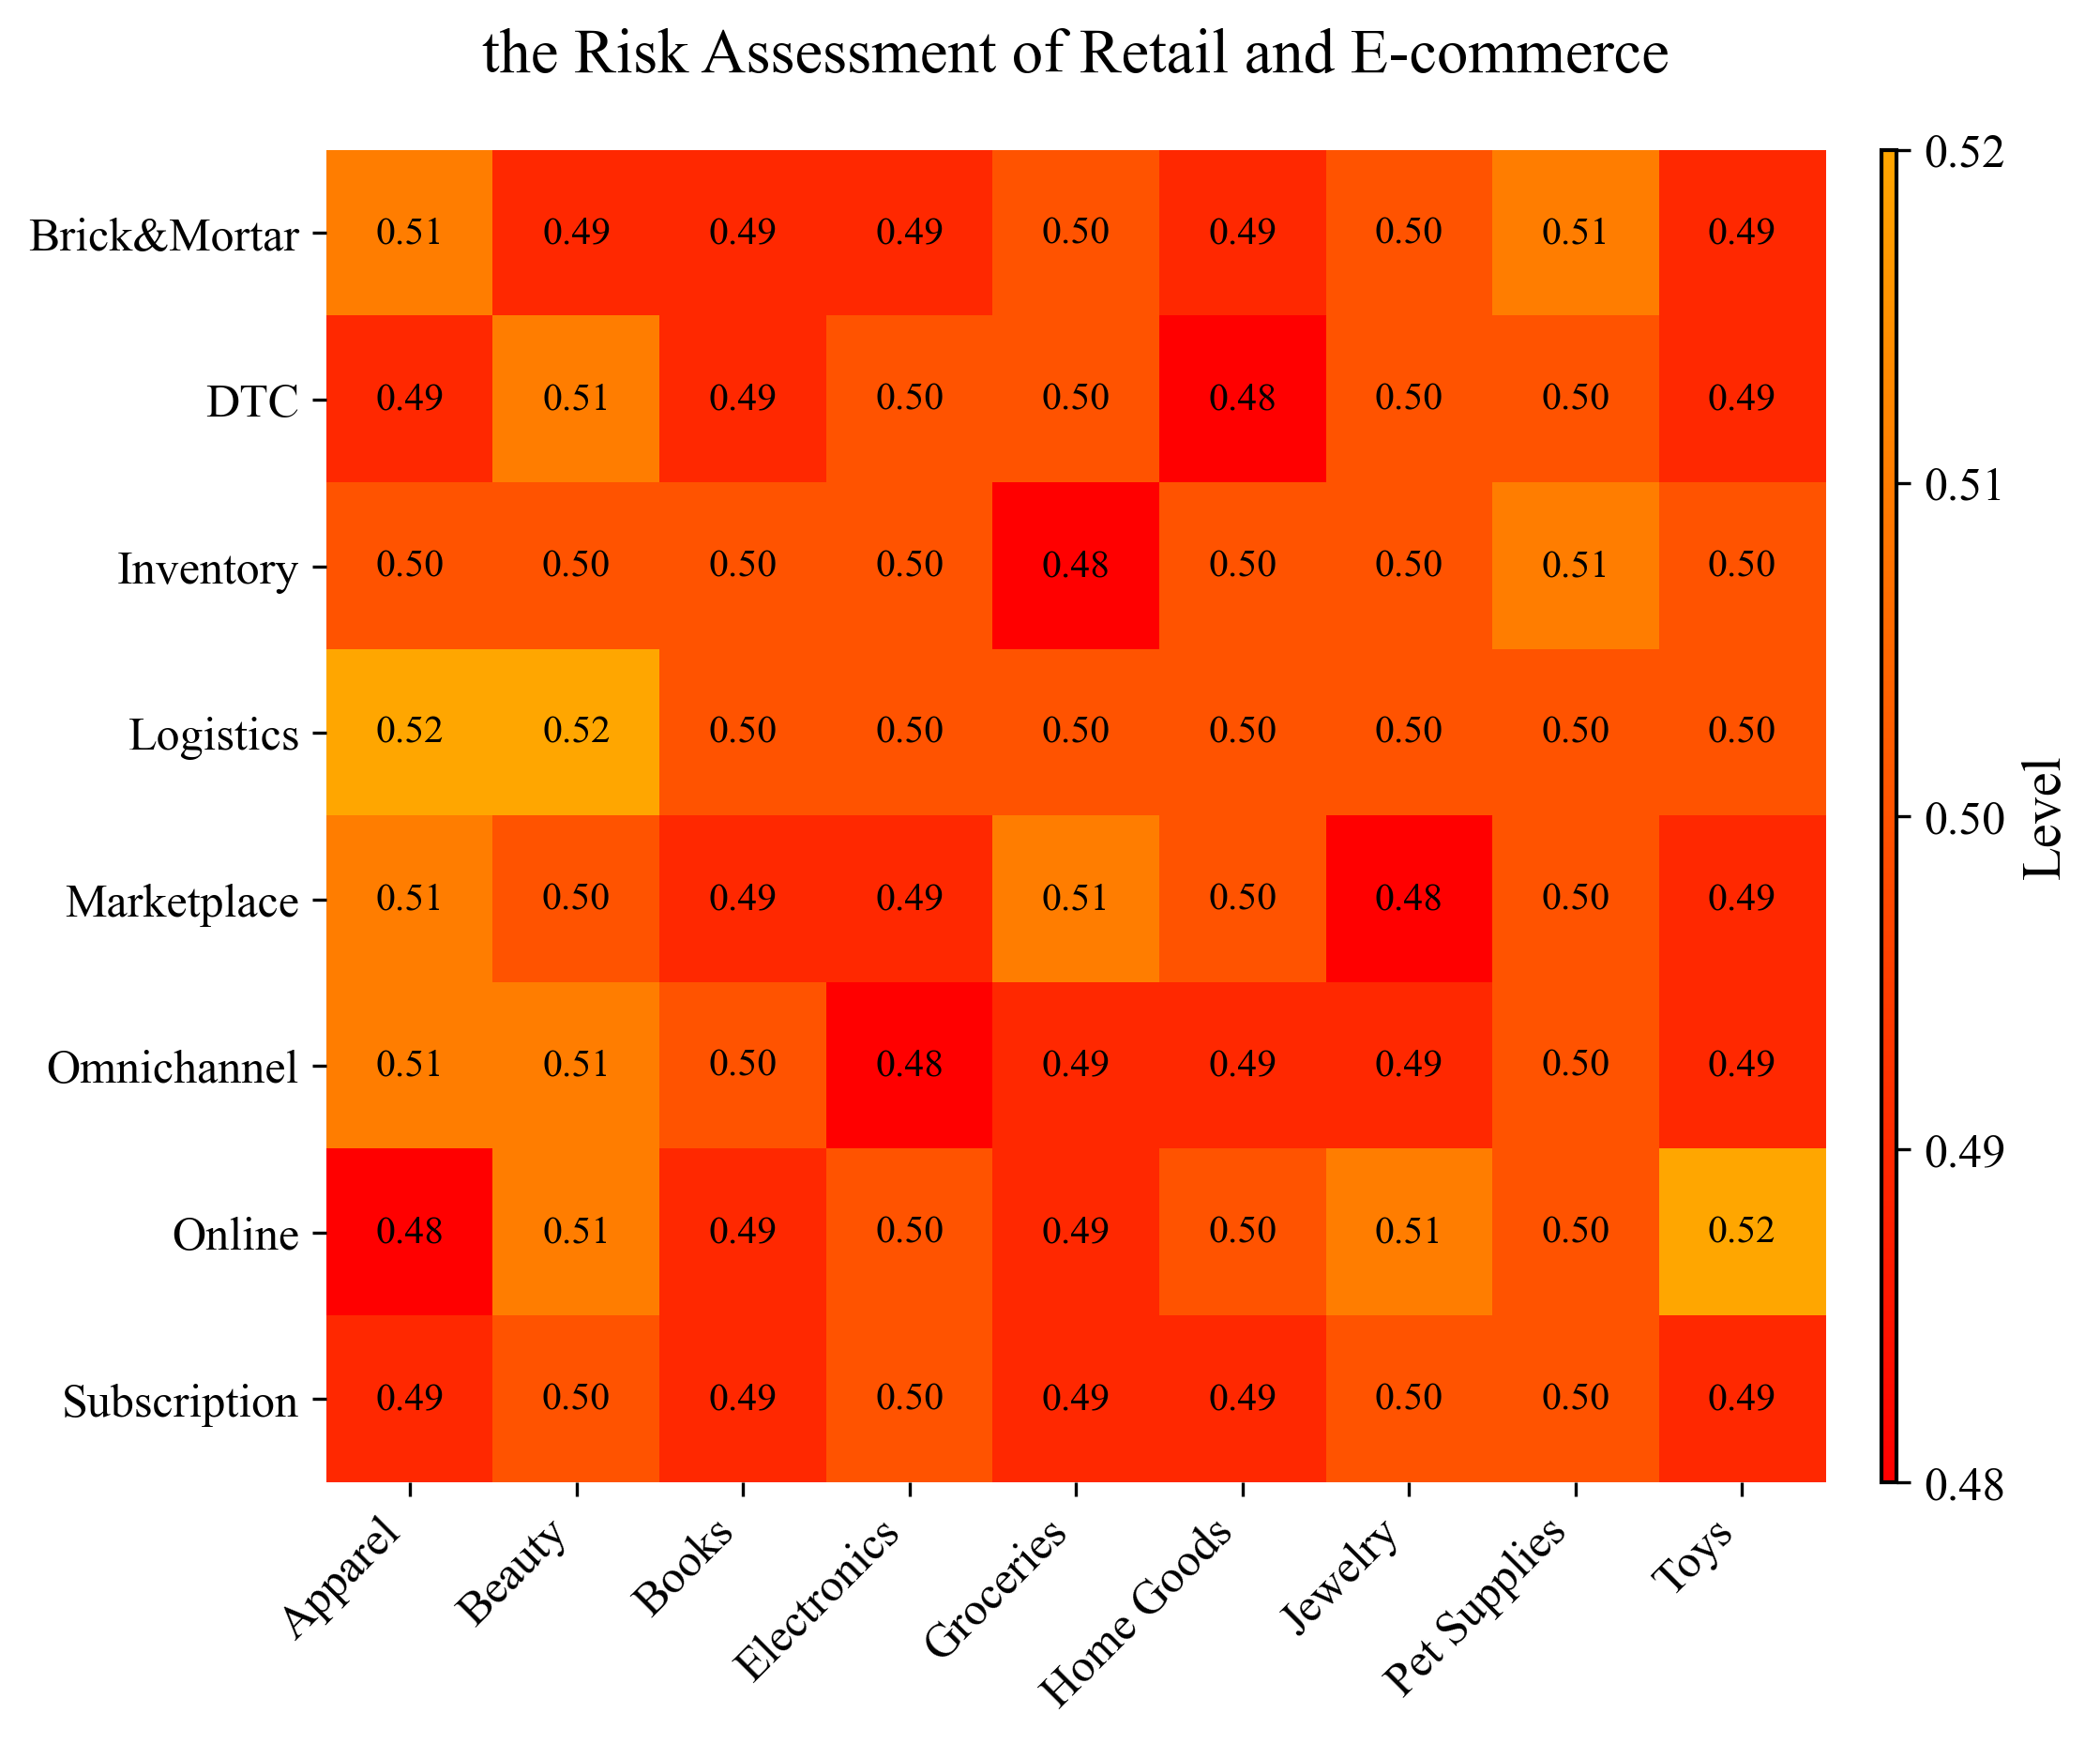 the Risk Assessment of Retail and E-commerce
Brick&Mortar 0.51 0.49 0.49 0.49 0.50 0.49 0.50 0.51 0.49
DTC 0.49 0.51 0.49 0.50 0.50 0.48 0.50 0.50 0.49
Inventory 0.50 0.50 0.50 0.50 0.48 0.50 0.50 0.51 0.50
Logistics 0.52 0.52 0.50 0.50 0.50 0.50 0.50 0.50 0.50
Marketplace 0.51 0.50 0.49 0.49 0.51 0.50 0.48 0.50 0.49
Omnichannel 0.51 0.51 0.50 0.48 0.49 0.49 0.49 0.50 0.49
Online 0.48 0.51 0.49 0.50 0.49 0.50 0.51 0.50 0.52
Subscription 0.49 0.50 0.49 0.50 0.49 0.49 0.50 0.50 0.49
Apparel
Beauty
Books
Electronics
Groceries
Home Goods
Jewelry
Pet Supplies
Toys
0.52
0.51
0.50
0.49
0.48
Level